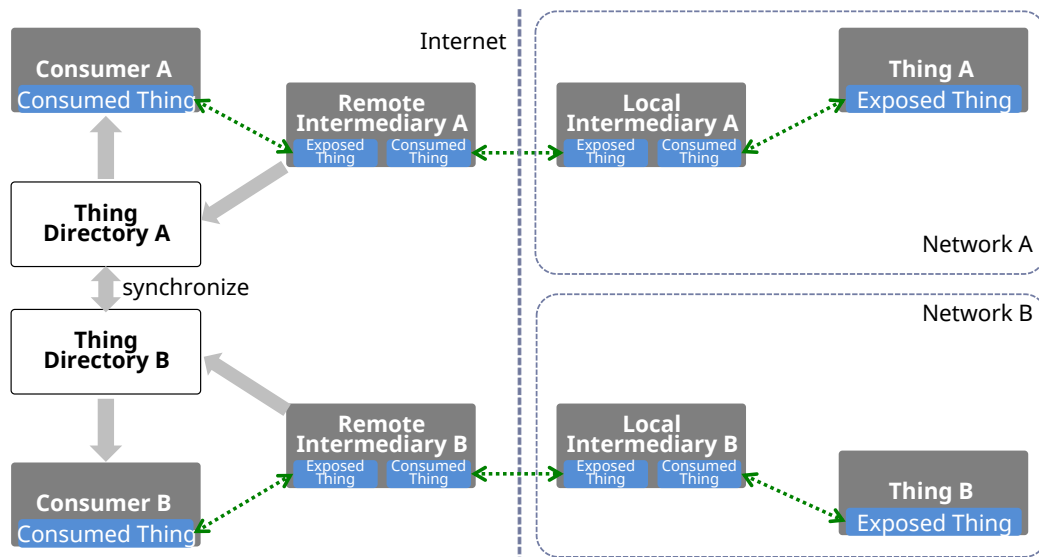 Internet
Consumer A
Consumed Thing
Remote
Intermediary A
Exposed
Thing
Consumed
Thing
Local
Intermediary A
Exposed
Thing
Consumed
Thing
Thing A
Exposed Thing
Thing
Directory A
Network A
synchronize
Thing
Directory B
Network B
Remote
Intermediary B
Exposed
Thing
Consumed
Thing
Local
Intermediary B
Exposed
Thing
Consumed
Thing
Consumer B
Consumed Thing
Thing B
Exposed Thing